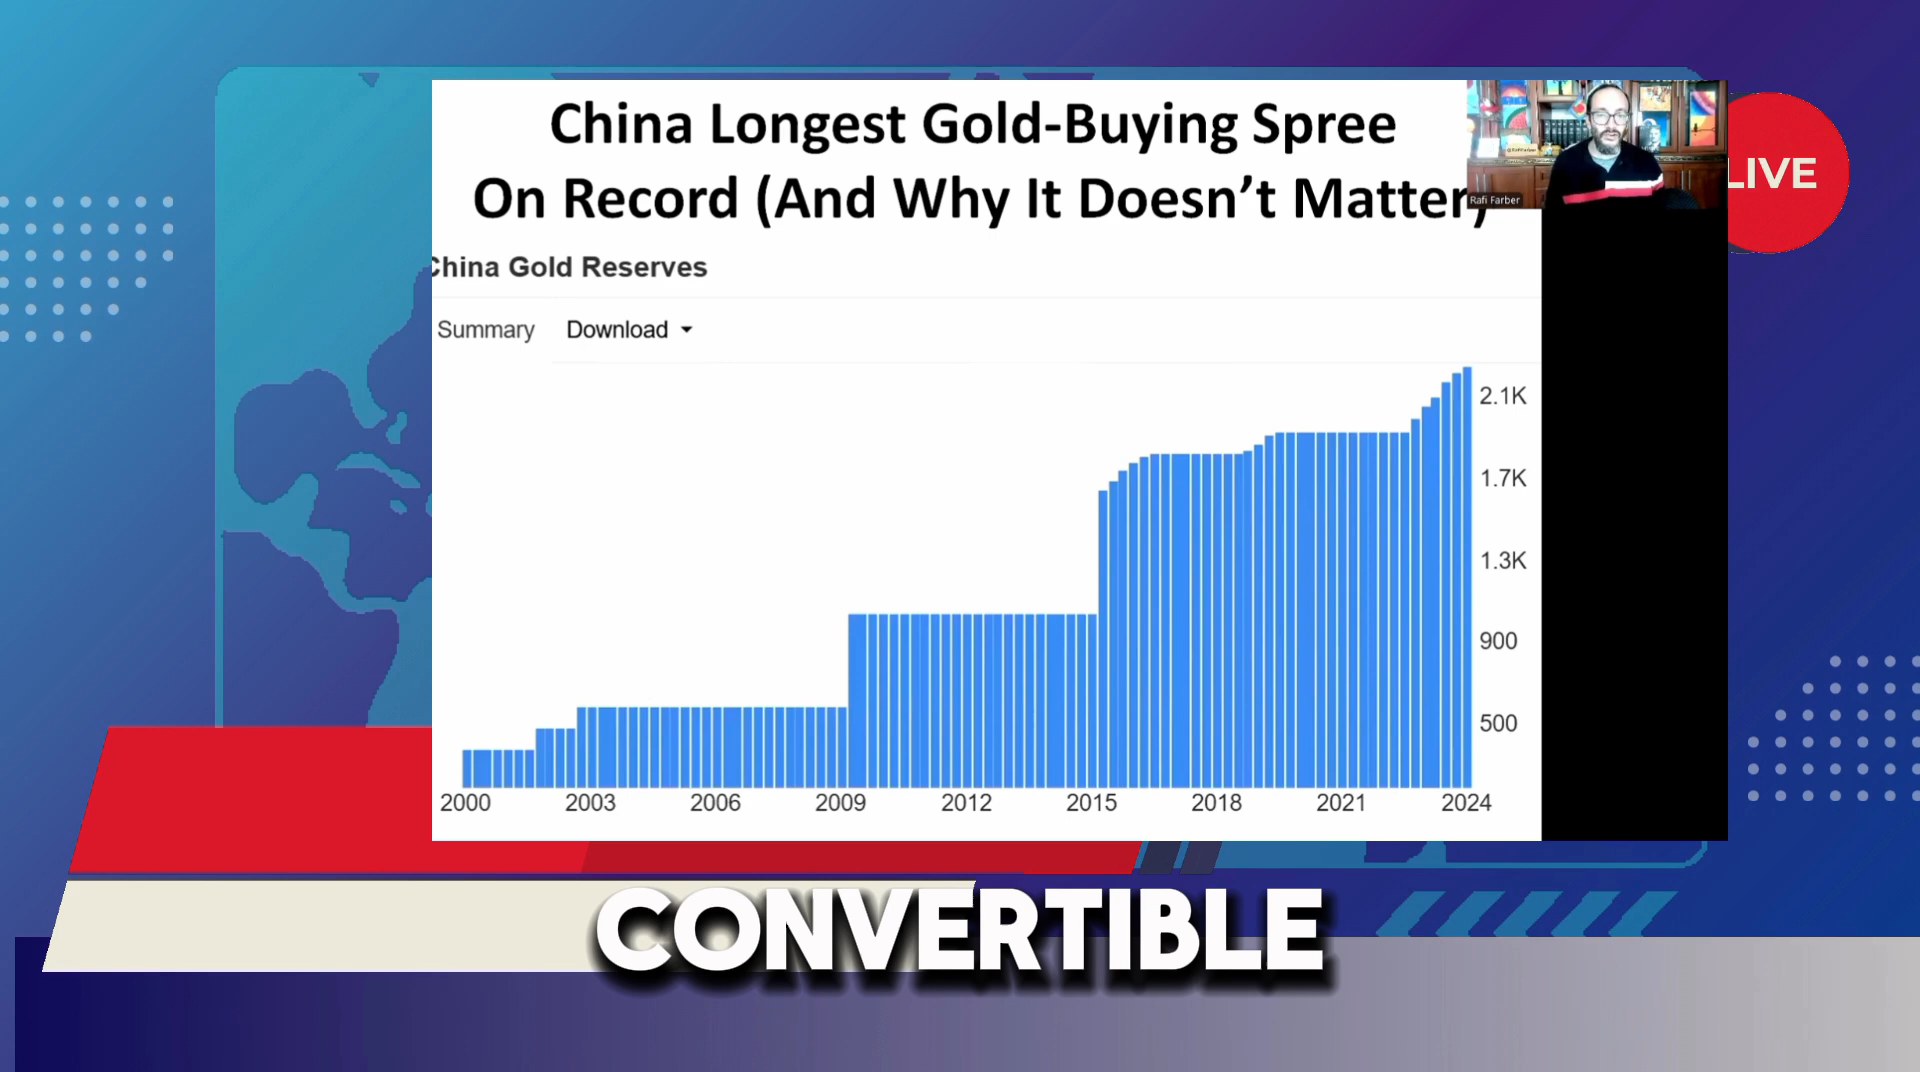 China Longest Gold-Buying Spree
On Record (And Why It Doesn't Matter)
Rafi Farber
LIVE
China Gold Reserves
Summary Download
2.1K
1.7K
1.3K
900
500
2000 2003 2006 2009 2012 2015 2018 2021 2024
CONVERTIBLE